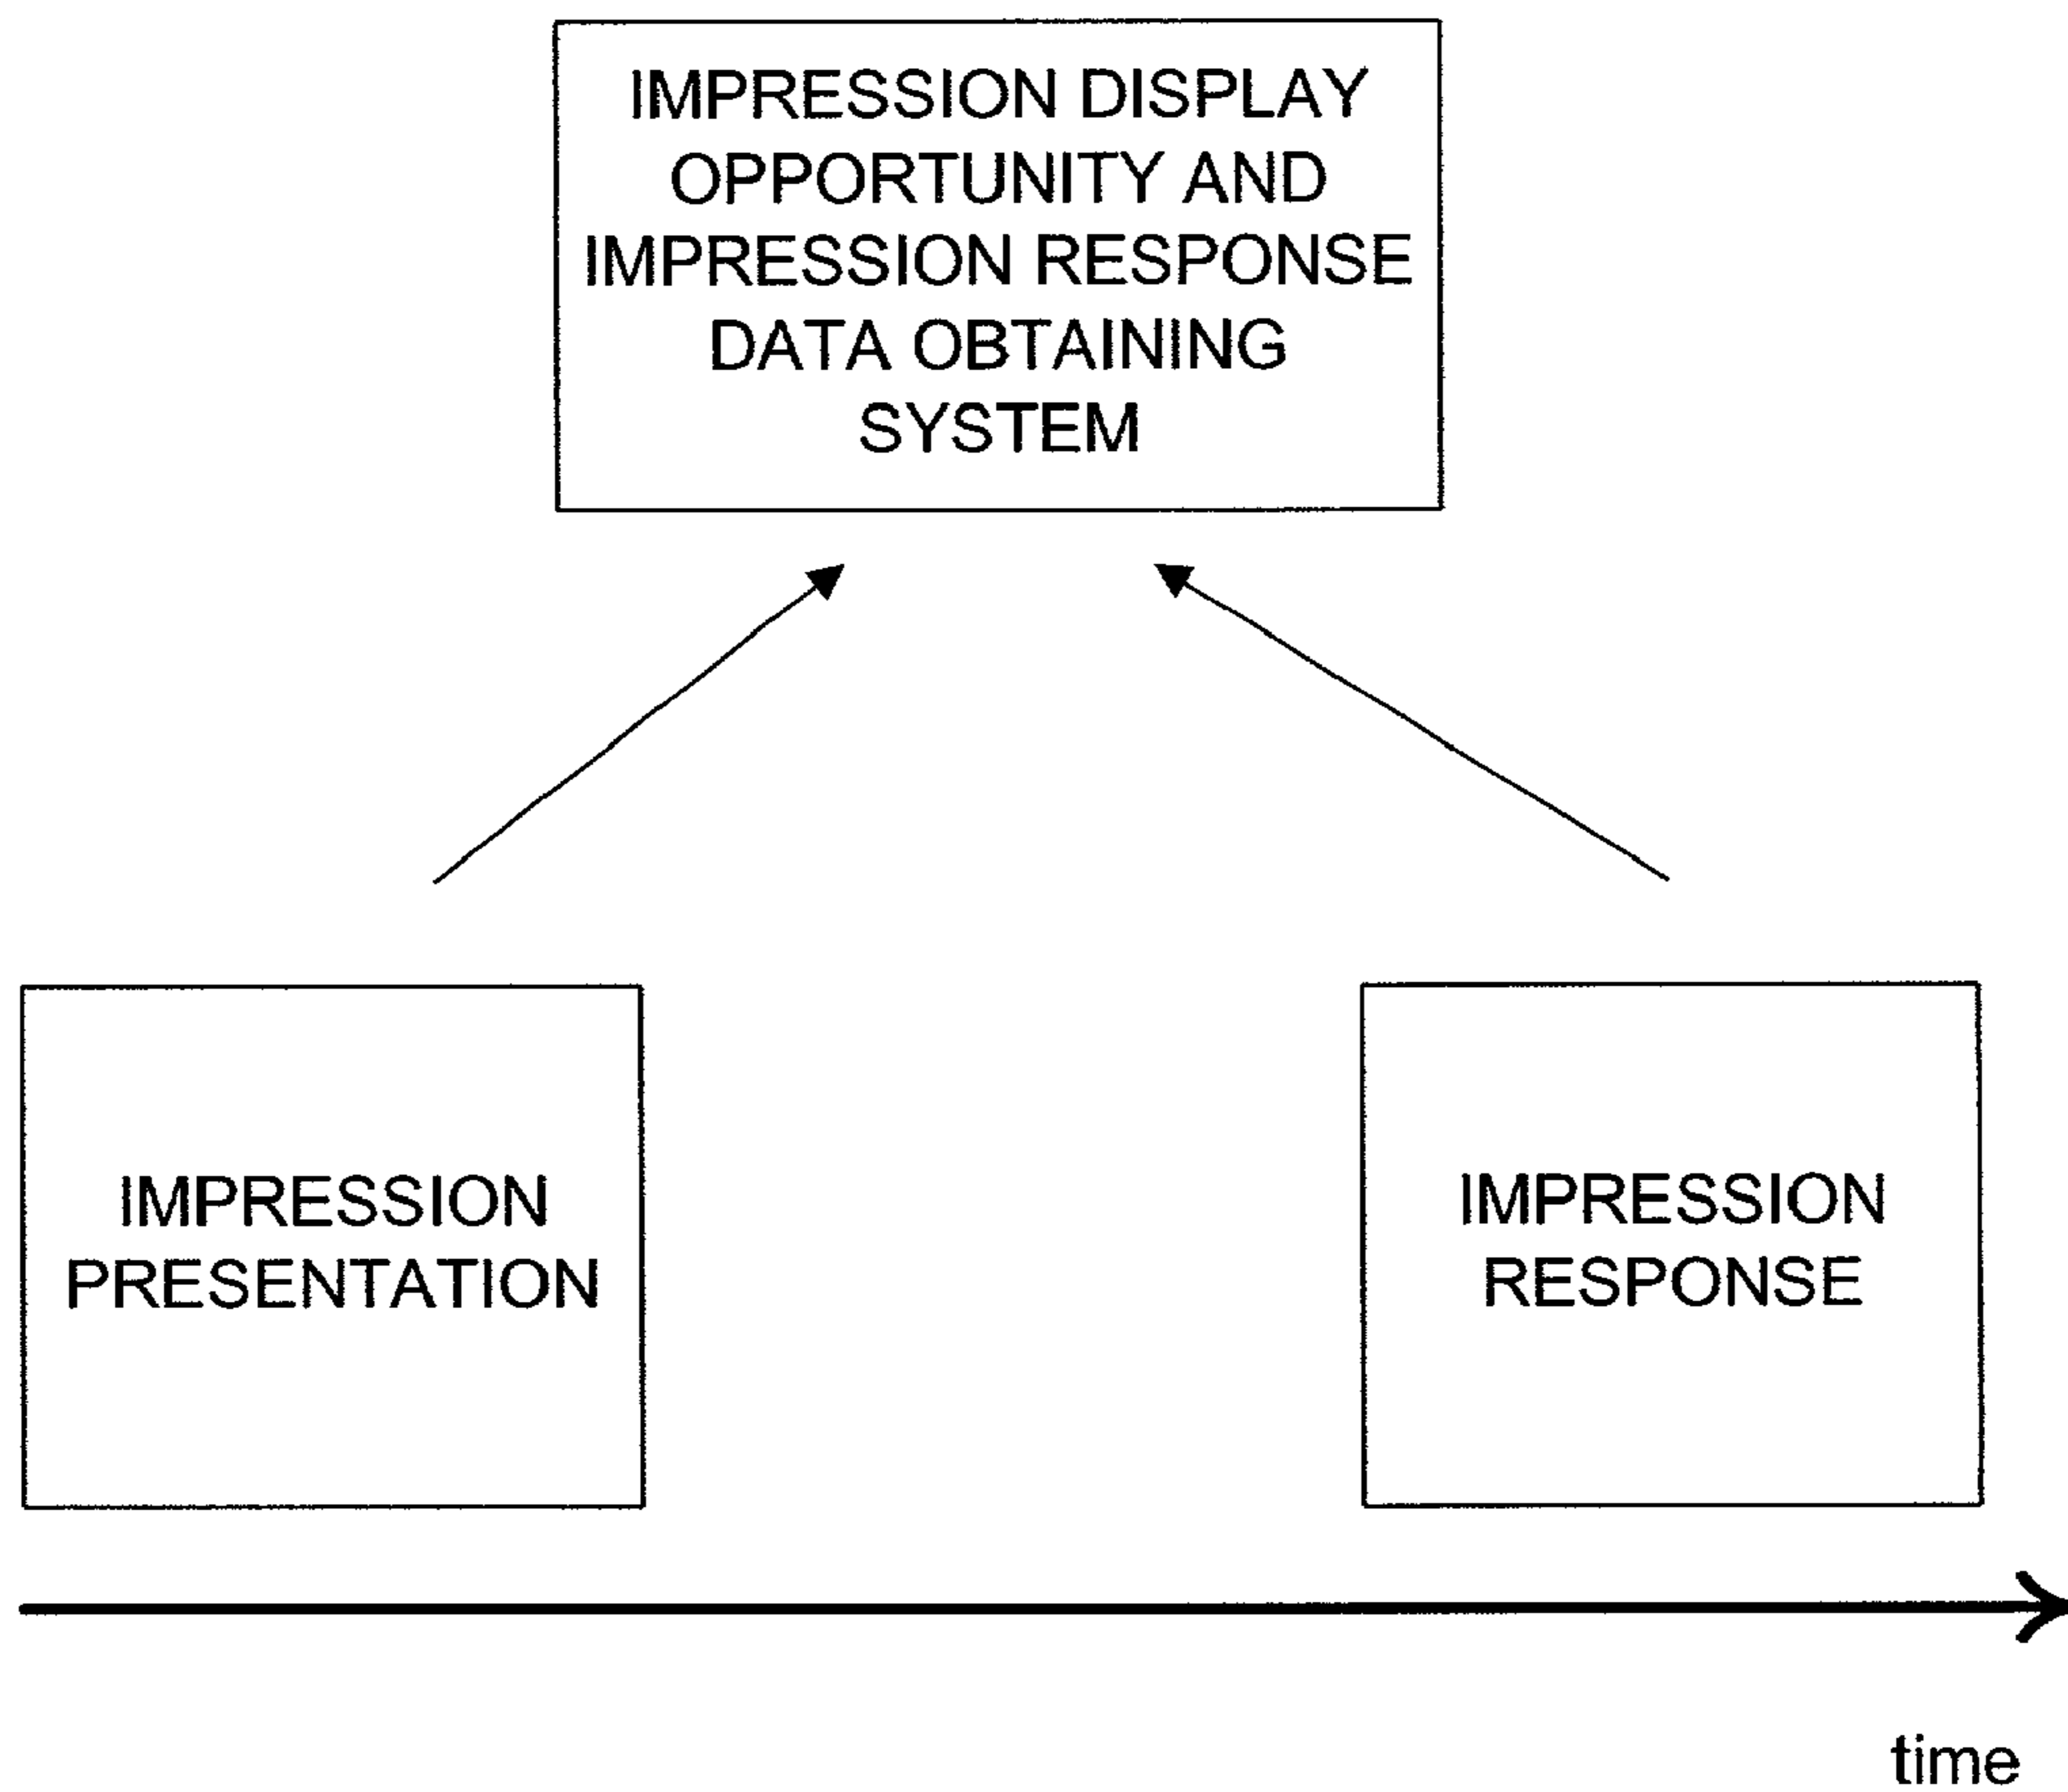 IMPRESSION DISPLAY
OPPORTUNITY AND
IMPRESSION RESPONSE
DATA OBTAINING
SYSTEM
IMPRESSION
PRESENTATION
IMPRESSION
RESPONSE
time